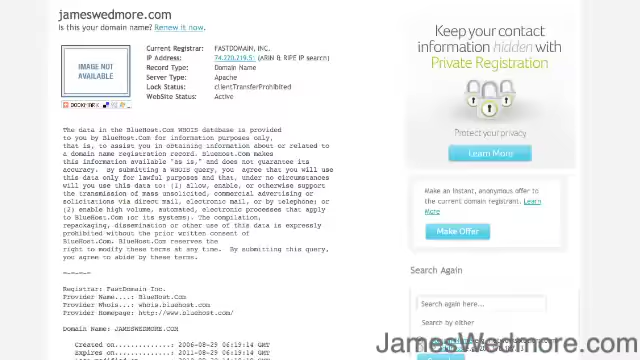 jameswedmore.com
Is this your domain name? Renew it now.
IMAGE NOT
AVAILABLE
BOOKMARK
Current Registrar: FASTDOMAIN, INC.
IP Address: 74.220.219.51 (ARIN & RIPE IP search)
Record Type: Domain Name
Server Type: Apache
Lock Status: clientTransferProhibited
WebSite Status: Active
The data in the BlueHost.Com WHOIS database is provided
to you by BlueHost.Com for information purposes only,
that is, to assist you in obtaining information about or related to
a domain name registration record. BlueHost.Com makes
this information available "as is," and does not guarantee its
accuracy. By submitting a WHOIS query, you agree that you will
use this data only for lawful purposes and that, under no circumstances
will you use this data to: (1) allow, enable, or otherwise support
the transmission of mass unsolicited, commercial advertising or
solicitations via direct mail, electronic mail, or by telephone; or
(2) enable high volume, automated, electronic processes that apply
to BlueHost.Com (or its systems). The compilation,
repackaging, dissemination or other use of this data is expressly
prohibited without the prior written consent of
BlueHost.Com. BlueHost.Com reserves the
right to modify these terms at any time. By submitting this query,
you agree to abide by these terms.
-=-=-=-=
Registrar: FastDomain Inc.
Provider Name....: BlueHost.Com
Provider Whois...: whois.bluehost.com
Provider Homepage: http://www.bluehost.com/
Domain Name: JAMESWEDMORE.COM
Created on..............: 2006-08-29 06:19:14 GMT
Expires on..............: 2011-08-29 06:19:14 GMT
Keep your contact
information hidden with
Private Registration
Protect your privacy
Learn More
Make an instant, anonymous offer to
the current domain registrant. Learn
More
Make Offer
Search Again
Search again here...
Search by either
JamesWedmore.com